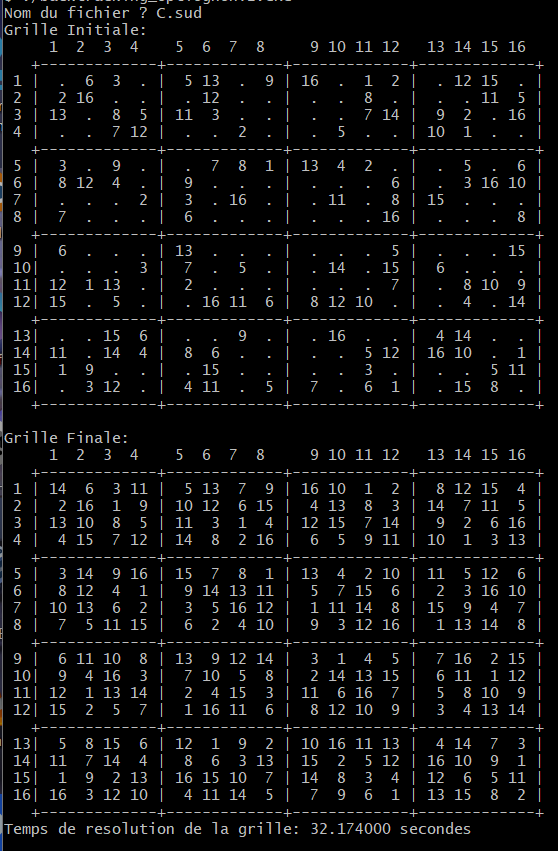 Nom du fichier ? C.sud
Grille Initiale:
      1  2  3  4    5  6  7  8    9 10 11 12   13 14 15 16
   +-------------+-------------+-------------+-------------+
 1 |  .  6  3  . |  5 13  .  9 | 16  .  1  2 |  . 12 15  . |
 2 |  2 16  .  . |  . 12  .  . |  .  .  8  . |  .  . 11  5 |
 3 | 13  .  8  5 | 11  3  .  . |  .  .  7 14 |  9  2  . 16 |
 4 |  .  .  7 12 |  .  .  2  . |  .  5  .  . | 10  1  .  . |
   +-------------+-------------+-------------+-------------+
 5 |  3  .  9  . |  .  7  8  1 | 13  4  2  . |  .  5  .  6 |
 6 |  8 12  4  . |  9  .  .  . |  .  .  .  6 |  .  3 16 10 |
 7 |  .  .  .  2 |  3  . 16  . |  . 11  .  8 | 15  .  .  . |
 8 |  7  .  .  . |  6  .  .  . |  .  .  . 16 |  .  .  .  8 |
   +-------------+-------------+-------------+-------------+
 9 |  6  .  .  . | 13  .  .  . |  .  .  .  5 |  .  .  . 15 |
 10|  .  .  .  3 |  7  .  5  . |  . 14  . 15 |  6  .  .  . |
 11| 12  1 13  . |  2  .  .  . |  .  .  .  7 |  .  8 10  9 |
 12| 15  .  5  . |  . 16 11  6 |  8 12 10  . |  .  4  . 14 |
   +-------------+-------------+-------------+-------------+
 13|  .  . 15  6 |  .  .  9  . |  . 16  .  . |  4 14  .  . |
 14| 11  . 14  4 |  8  6  .  . |  .  .  5 12 | 16 10  .  1 |
 15|  1  9  .  . |  . 15  .  . |  .  .  3  . |  .  .  5 11 |
 16|  .  3 12  . |  4 11  .  5 |  7  .  6  1 |  . 15  8  . |
   +-------------+-------------+-------------+-------------+
Grille Finale:
      1  2  3  4    5  6  7  8    9 10 11 12   13 14 15 16
   +-------------+-------------+-------------+-------------+
 1 | 14  6  3 11 |  5 13  7  9 | 16 10  1  2 |  8 12 15  4 |
 2 |  2 16  1  9 | 10 12  6 15 |  4 13  8  3 | 14  7 11  5 |
 3 | 13 10  8  5 | 11  3  1  4 | 12 15  7 14 |  9  2  6 16 |
 4 |  4 15  7 12 | 14  8  2 16 |  6  5  9 11 | 10  1  3 13 |
   +-------------+-------------+-------------+-------------+
 5 |  3 14  9 16 | 15  7  8  1 | 13  4  2 10 | 11  5 12  6 |
 6 |  8 12  4  1 |  9 14 13 11 |  5  7 15  6 |  2  3 16 10 |
 7 | 10 13  6  2 |  3  5 16 12 |  1 11 14  8 | 15  9  4  7 |
 8 |  7  5 11 15 |  6  2  4 10 |  9  3 12 16 |  1 13 14  8 |
   +-------------+-------------+-------------+-------------+
 9 |  6 11 10  8 | 13  9 12 14 |  3  1  4  5 |  7 16  2 15 |
 10|  9  4 16  3 |  7 10  5  8 |  2 14 13 15 |  6 11  1 12 |
 11| 12  1 13 14 |  2  4 15  3 | 11  6 16  7 |  5  8 10  9 |
 12| 15  2  5  7 |  1 16 11  6 |  8 12 10  9 |  3  4 13 14 |
   +-------------+-------------+-------------+-------------+
 13|  5  8 15  6 | 12  1  9  2 | 10 16 11 13 |  4 14  7  3 |
 14| 11  7 14  4 |  8  6  3 13 | 15  2  5 12 | 16 10  9  1 |
 15|  1  9  2 13 | 16 15 10  7 | 14  8  3  4 | 12  6  5 11 |
 16| 16  3 12 10 |  4 11 14  5 |  7  9  6  1 | 13 15  8  2 |
   +-------------+-------------+-------------+-------------+
Temps de resolution de la grille: 32.174000 secondes